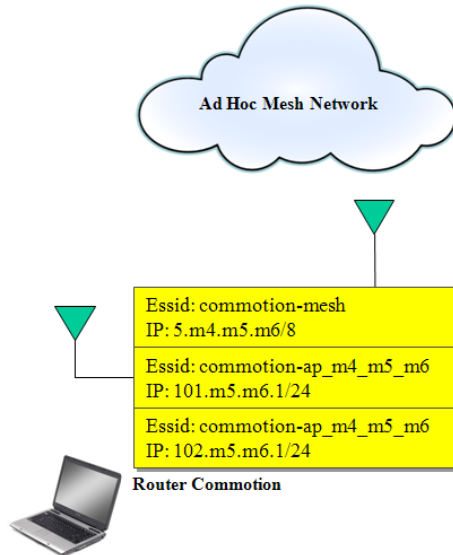 Ad Hoc Mesh Network
Essid: commotion-mesh
IP: 5.m4.m5.m6/8
Essid: commotion-ap_m4_m5_m6
IP: 101.m5.m6.1/24
Essid: commotion-ap_m4_m5_m6
IP: 102.m5.m6.1/24
Router Commotion